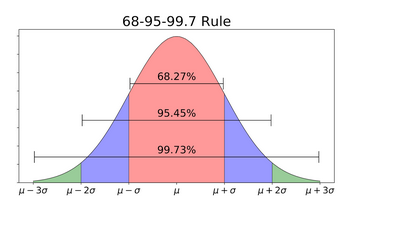 68-95-99.7 Rule
68.27%
95.45%
99.73%
μ − 3σ μ − 2σ μ − σ μ μ + σ μ + 2σ μ + 3σ